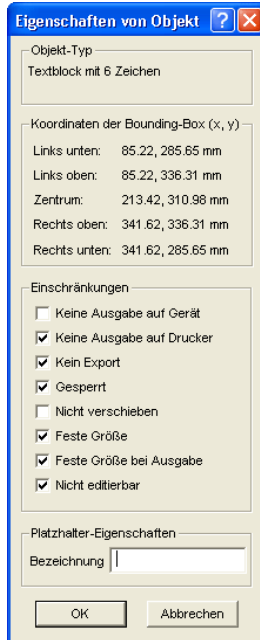 Eigenschaften von Objekt
Objekt-Typ
Textblock mit 6 Zeichen
Koordinaten der Bounding-Box (x, y)
Links unten: 85.22, 285.65 mm
Links oben: 85.22, 336.31 mm
Zentrum: 213.42, 310.98 mm
Rechts oben: 341.62, 336.31 mm
Rechts unten: 341.62, 285.65 mm
Einschränkungen
Keine Ausgabe auf Gerät
Keine Ausgabe auf Drucker
Kein Export
Gesperrt
Nicht verschieben
Feste Größe
Feste Größe bei Ausgabe
Nicht editierbar
Platzhalter-Eigenschaften
Bezeichnung
OK Abbrechen